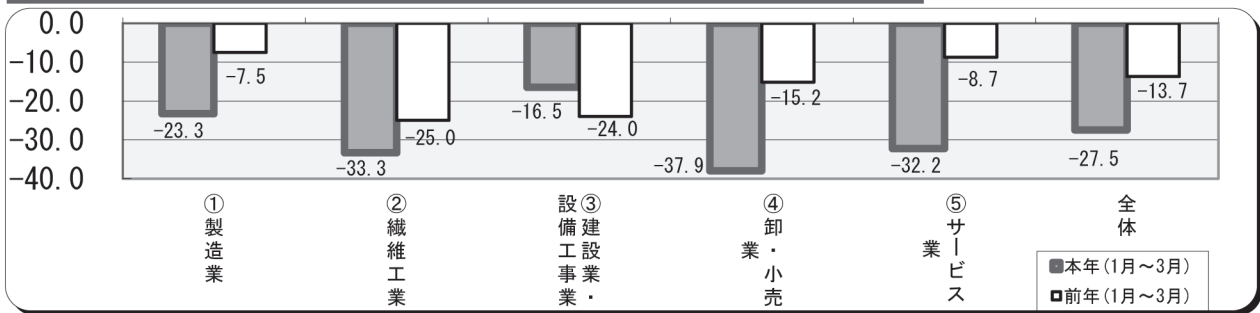 0.0
-10.0
-20.0
-30.0
-40.0
-23.3
-7.5
-33.3
-25.0
-16.5
-24.0
-37.9
-15.2
-32.2
-8.7
-27.5
-13.7
①製造業
②繊維工業
③建設業・
設備工事業
④卸・小売
業
⑤サービス
業
全体
本年(1月～3月)
前年(1月～3月)